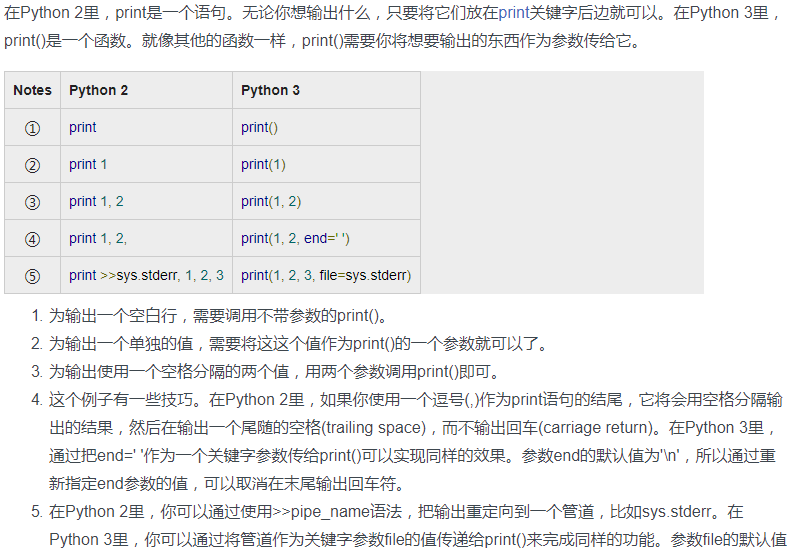 在Python 2里，print是一个语句。无论你想输出什么，只要将它们放在print关键字后边就可以。在Python 3里，
print()是一个函数。就像其他的函数一样，print()需要你将想要输出的东西作为参数传给它。
Notes Python 2 Python 3
① print print()
② print 1 print(1)
③ print 1, 2 print(1, 2)
④ print 1, 2, print(1, 2, end=' ')
⑤ print >>sys.stderr, 1, 2, 3 print(1, 2, 3, file=sys.stderr)
1. 为输出一个空白行，需要调用不带参数的print()。
2. 为输出一个单独的值，需要将这这个值作为print()的一个参数就可以了。
3. 为输出使用一个空格分隔的两个值，用两个参数调用print()即可。
4. 这个例子有一些技巧。在Python 2里，如果你使用一个逗号(,)作为print语句的结尾，它将会用空格分隔输
出的结果，然后在输出一个尾随的空格(trailing space)，而不输出回车(carriage return)。在Python 3里，
通过把end=' '作为一个关键字参数传给print()可以实现同样的效果。参数end的默认值为'\n'，所以通过重
新指定end参数的值，可以取消在末尾输出回车符。
5. 在Python 2里，你可以通过使用>>pipe_name语法，把输出重定向到一个管道，比如sys.stderr。在
Python 3里，你可以通过将管道作为关键字参数file的值传递给print()来完成同样的功能。参数file的默认值